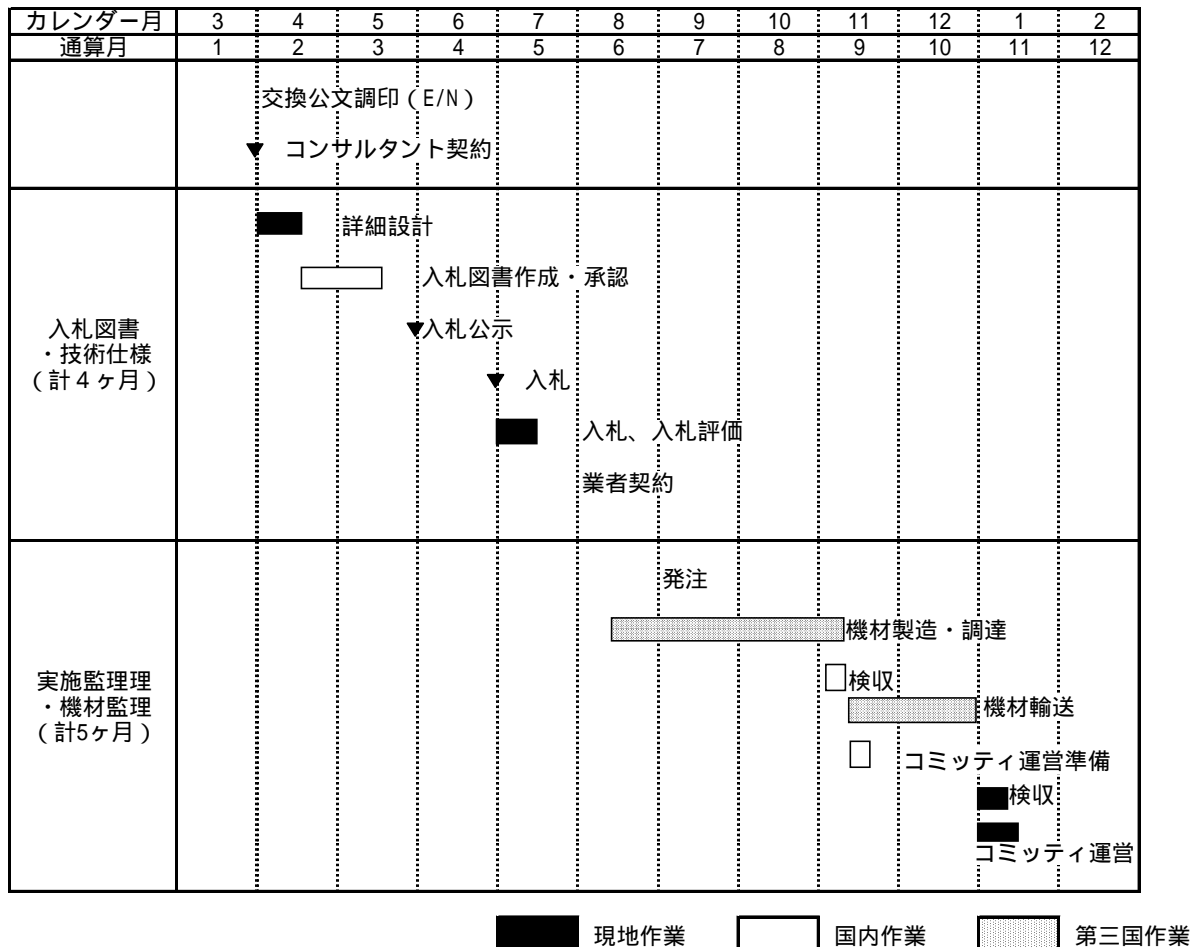 カレンダー月 3 4 5 6 7 8 9 10 11 12 1 2
通算月 1 2 3 4 5 6 7 8 9 10 11 12
交換公文調印(E/N)
コンサルタント契約
入札図書
・技術仕様
(計4ヶ月)
詳細設計
入札図書作成・承認
入札公示
入札
入札、入札評価
業者契約
実施監理理
・機材監理
(計5ヶ月)
発注
機材製造・調達
検収
機材輸送
コミッティ運営準備
検収
コミッティ運営
現地作業 国内作業 第三国作業